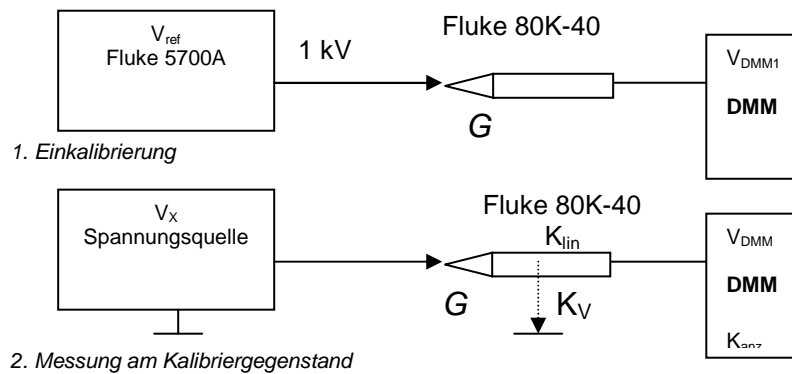 V_ref
Fluke 5700A
1 kV
Fluke 80K-40
G
V_DMM1
DMM
1. Einkalibrierung
V_X
Spannungsquelle
Fluke 80K-40
K_lin
G
K_V
V_DMM
DMM
K_anz
2. Messung am Kalibriergegenstand